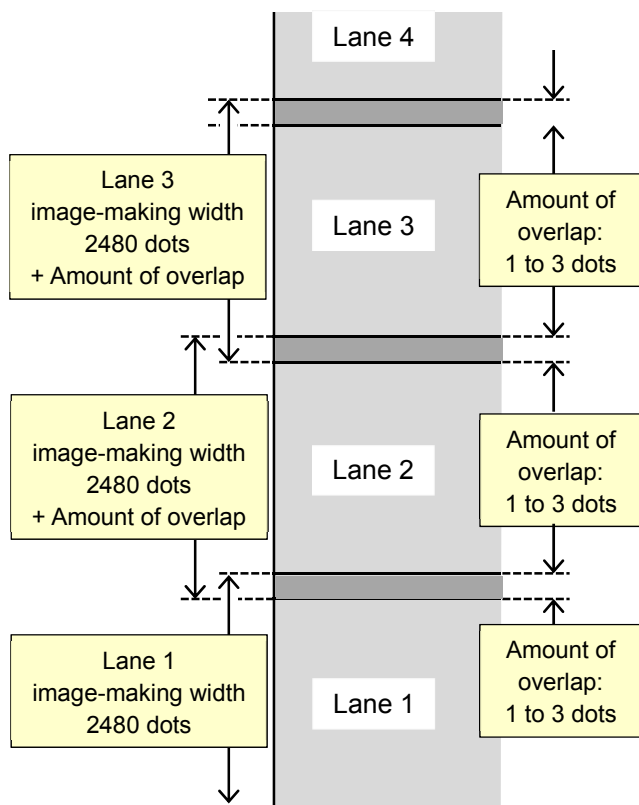 Lane 4
Lane 3
image-making width
2480 dots
+ Amount of overlap
Lane 3
Amount of
overlap:
1 to 3 dots
Lane 2
image-making width
2480 dots
+ Amount of overlap
Lane 2
Amount of
overlap:
1 to 3 dots
Lane 1
image-making width
2480 dots
Lane 1
Amount of
overlap:
1 to 3 dots